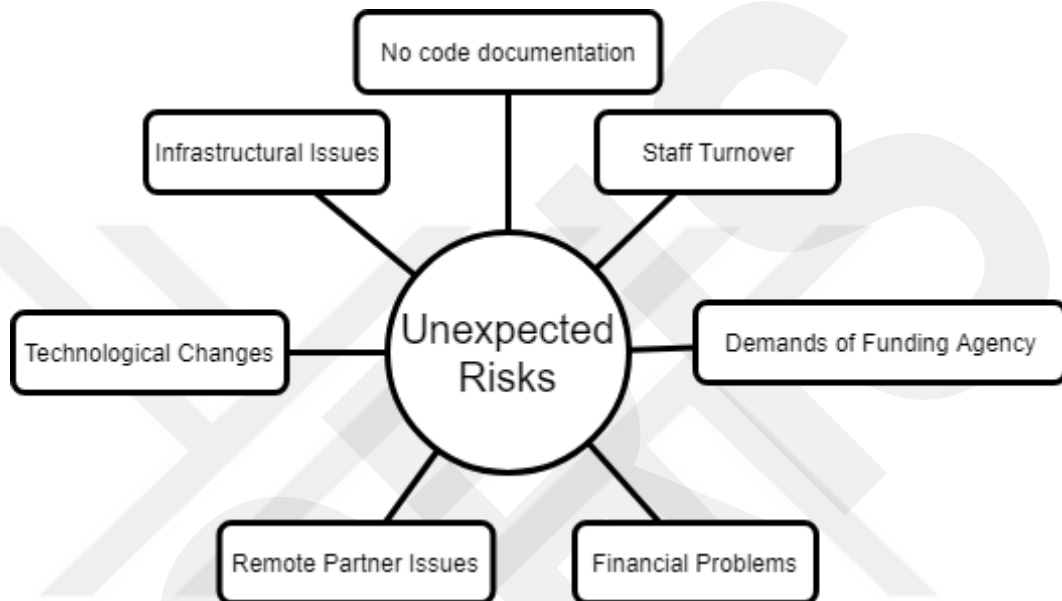 No code documentation
Infrastructural Issues
Staff Turnover
Unexpected
Risks
Technological Changes
Demands of Funding Agency
Remote Partner Issues
Financial Problems